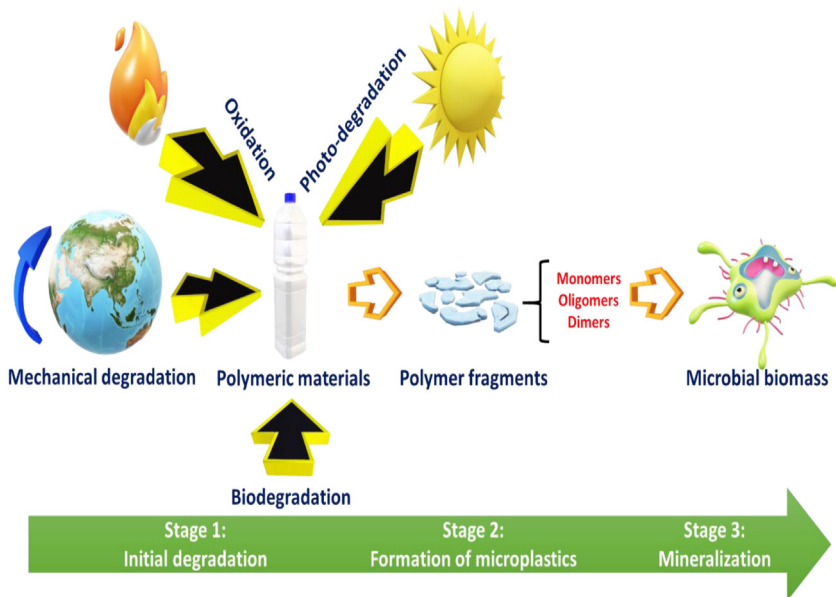 Oxidation
Photo-degradation
Monomers
Oligomers
Dimers
Mechanical degradation
Polymeric materials
Polymer fragments
Microbial biomass
Biodegradation
Stage 1:
Initial degradation
Stage 2:
Formation of microplastics
Stage 3:
Mineralization